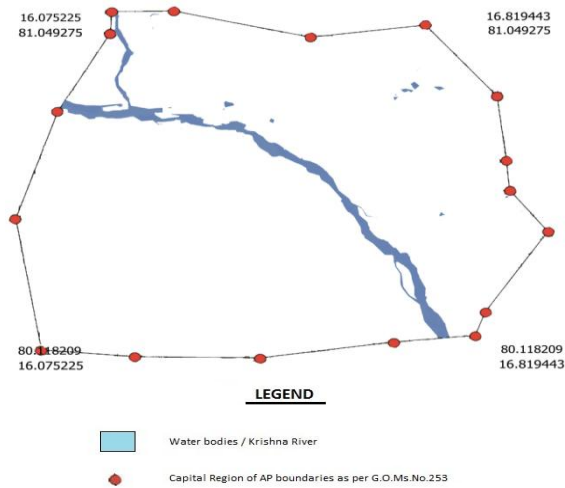 16.075225
81.049275
16.819443
81.049275
80.118209
16.075225
80.118209
16.819443
LEGEND
Water bodies / Krishna River
Capital Region of AP boundaries as per G.O.Ms.No.253